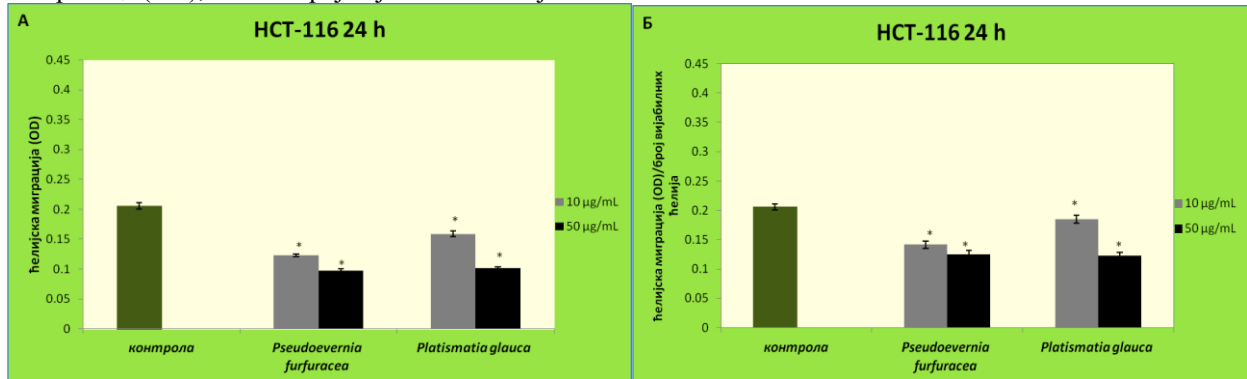 А
HCT-116 24 h
ћелијска миграција (OD)
0.45
0.4
0.35
0.3
0.25
0.2
0.15
0.1
0.05
0
*
*
*
*
10 µg/mL
50 µg/mL
контрола
Pseudoevernia
furfuracea
Platismatia glauca
Б
HCT-116 24 h
ћелијска миграција (OD)/број вијабилних
ћелија
0.45
0.4
0.35
0.3
0.25
0.2
0.15
0.1
0.05
0
*
*
*
*
10 µg/mL
50 µg/mL
контрола
Pseudoevernia
furfuracea
Platismatia glauca